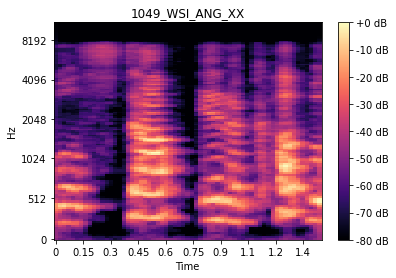 1049_WSI_ANG_XX
Hz
8192
4096
2048
1024
512
0
0 0.15 0.3 0.45 0.6 0.75 0.9 1.1 1.2 1.4
Time
+0 dB
-10 dB
-20 dB
-30 dB
-40 dB
-50 dB
-60 dB
-70 dB
-80 dB